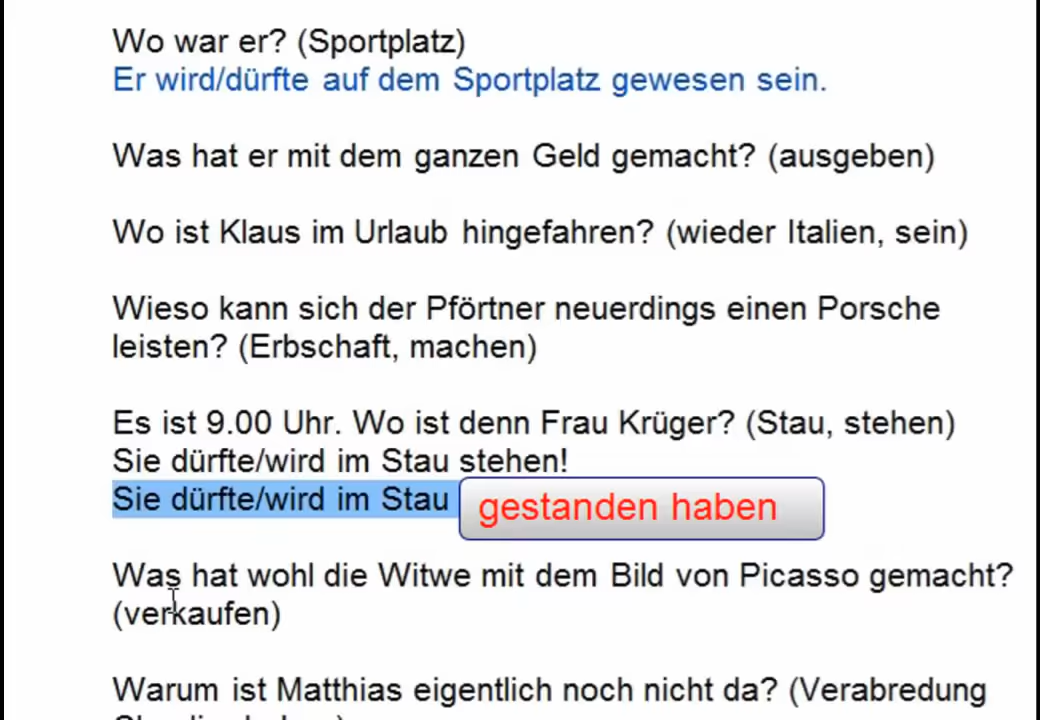 Wo war er? (Sportplatz)
Er wird/dürfte auf dem Sportplatz gewesen sein.
Was hat er mit dem ganzen Geld gemacht? (ausgeben)
Wo ist Klaus im Urlaub hingefahren? (wieder Italien, sein)
Wieso kann sich der Pförtner neuerdings einen Porsche
leisten? (Erbschaft, machen)
Es ist 9.00 Uhr. Wo ist denn Frau Krüger? (Stau, stehen)
Sie dürfte/wird im Stau stehen!
Sie dürfte/wird im Stau gestanden haben
Was hat wohl die Witwe mit dem Bild von Picasso gemacht?
(verkaufen)
Warum ist Matthias eigentlich noch nicht da? (Verabredung